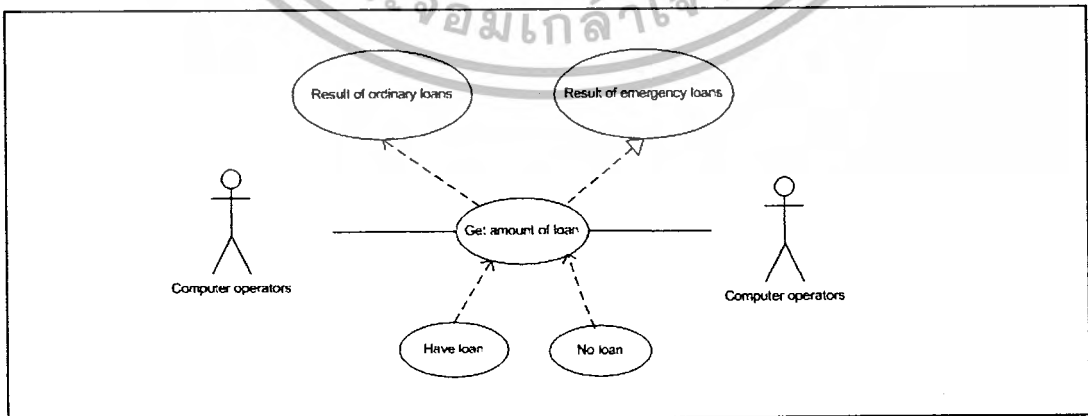 Result of ordinary loans
Result of emergency loans
Get amount of loan
Computer operators
Computer operators
Have loan
No loan